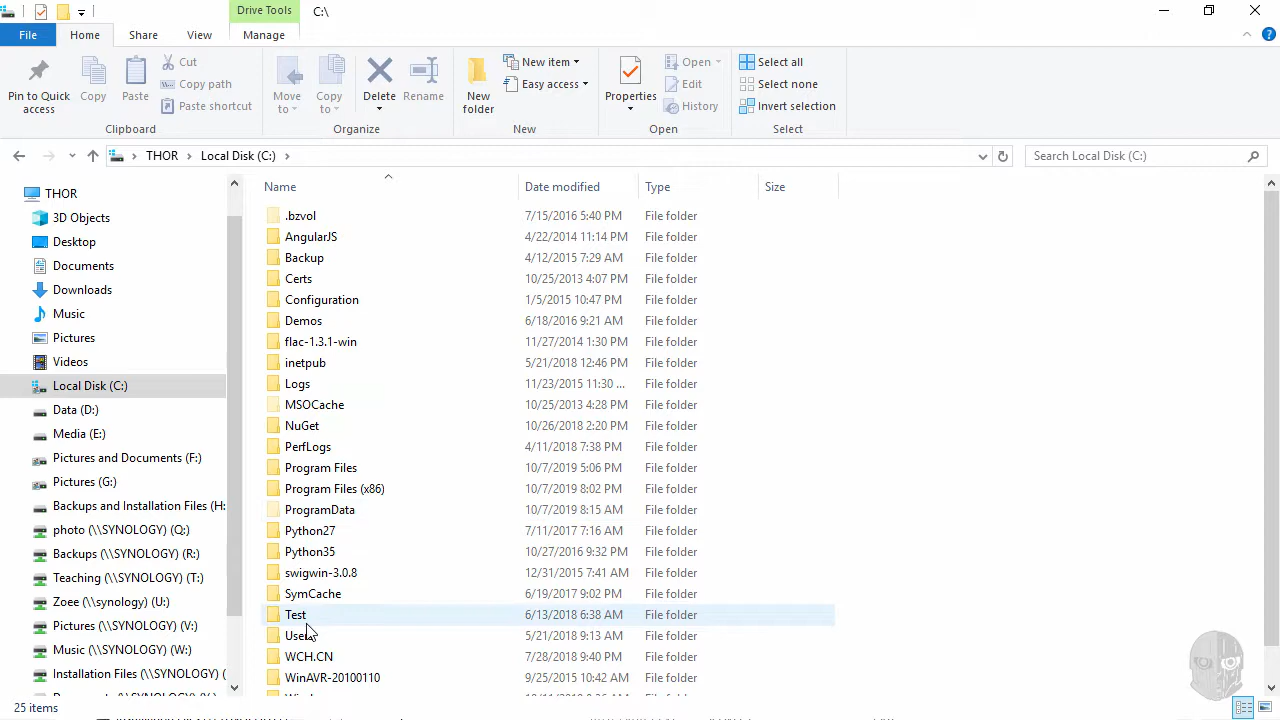 Drive Tools C:\
File Home Share View Manage
Pin to Quick access
Copy
Paste
Cut
Copy path
Paste shortcut
Move to
Copy to
Delete
Rename
New folder
New item
Easy access
Properties
Open
Edit
History
Select all
Select none
Invert selection
Clipboard Organize New Open Select
THOR Local Disk (C:) Search Local Disk (C:)
THOR
3D Objects
Desktop
Documents
Downloads
Music
Pictures
Videos
Local Disk (C:)
Data (D:)
Media (E:)
Pictures and Documents (F:)
Pictures (G:)
Backups and Installation Files (H:
photo (\\SYNOLOGY) (Q:)
Backups (\\SYNOLOGY) (R:)
Teaching (\\SYNOLOGY) (T:)
Zoee (\\synology) (U:)
Pictures (\\SYNOLOGY) (V:)
Music (\\SYNOLOGY) (W:)
Installation Files (\\SYNOLOGY) (
Name Date modified Type Size
.bzvol 7/15/2016 5:40 PM File folder
AngularJS 4/22/2014 11:14 PM File folder
Backup 4/12/2015 7:29 AM File folder
Certs 10/25/2013 4:07 PM File folder
Configuration 1/5/2015 10:47 PM File folder
Demos 6/18/2016 9:21 AM File folder
flac-1.3.1-win 11/27/2014 1:30 PM File folder
inetpub 5/21/2018 12:46 PM File folder
Logs 11/23/2015 11:30 ... File folder
MSOCache 10/25/2013 4:28 PM File folder
NuGet 10/26/2018 2:20 PM File folder
PerfLogs 4/11/2018 7:38 PM File folder
Program Files 10/7/2019 5:06 PM File folder
Program Files (x86) 10/7/2019 8:02 PM File folder
ProgramData 10/7/2019 8:15 AM File folder
Python27 7/11/2017 7:16 AM File folder
Python35 10/27/2016 9:32 PM File folder
swigwin-3.0.8 12/31/2015 7:41 AM File folder
SymCache 6/19/2017 9:02 PM File folder
Test 6/13/2018 6:38 AM File folder
Users 5/21/2018 9:13 AM File folder
WCH.CN 7/28/2018 9:40 PM File folder
WinAVR-20100110 9/25/2015 10:42 AM File folder
25 items